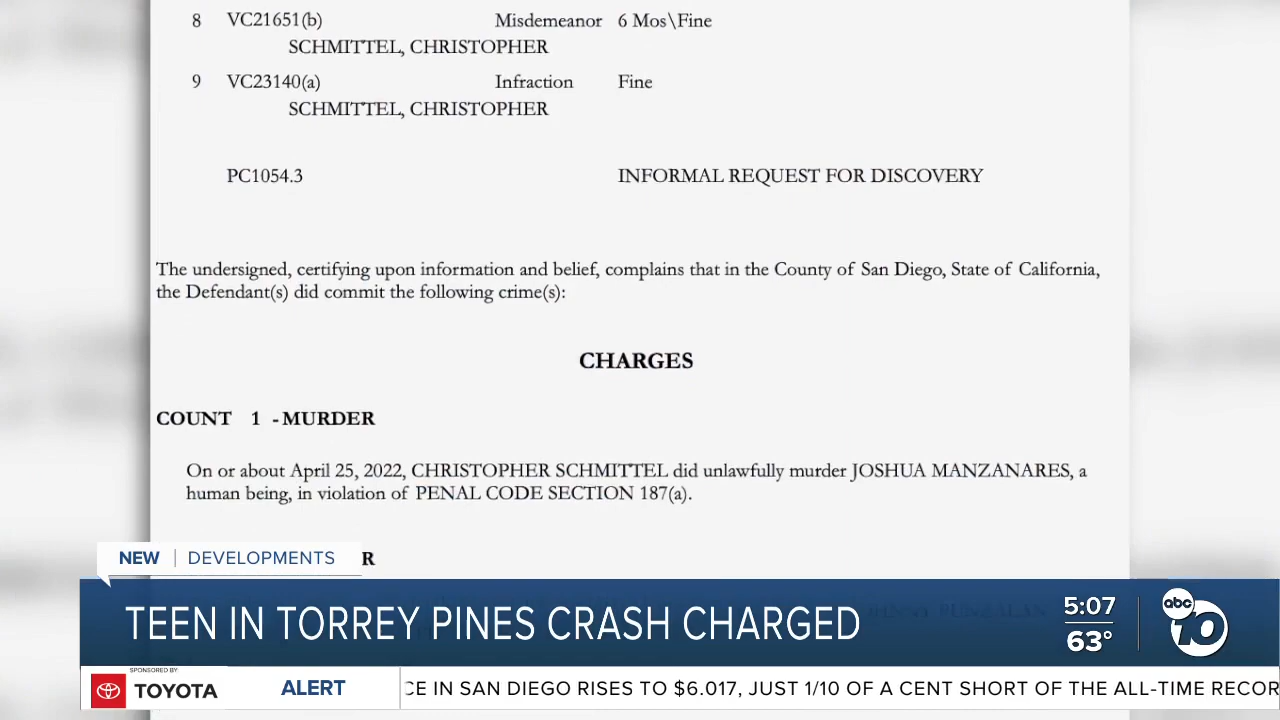 8 VC21651(b) Misdemeanor 6 Mos\Fine
SCHMITTEL, CHRISTOPHER
9 VC23140(a) Infraction Fine
SCHMITTEL, CHRISTOPHER
PC1054.3 INFORMAL REQUEST FOR DISCOVERY
The undersigned, certifying upon information and belief, complains that in the County of San Diego, State of California,
the Defendant(s) did commit the following crime(s):
CHARGES
COUNT 1 - MURDER
On or about April 25, 2022, CHRISTOPHER SCHMITTEL did unlawfully murder JOSHUA MANZANARES, a
human being, in violation of PENAL CODE SECTION 187(a).
R
NEW DEVELOPMENTS
TEEN IN TORREY PINES CRASH CHARGED
5:07
63°
abc 10
SPONSORED BY:
TOYOTA
ALERT
CE IN SAN DIEGO RISES TO $6.017, JUST 1/10 OF A CENT SHORT OF THE ALL-TIME RECOR